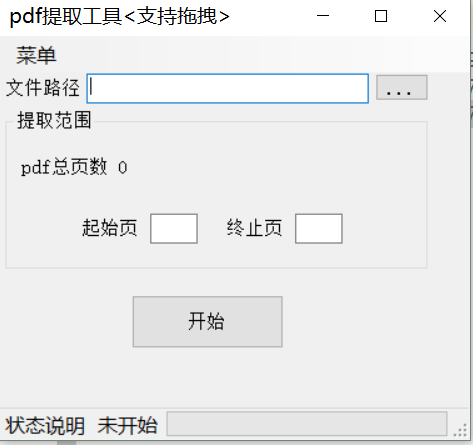 pdf提取工具<支持拖拽>
菜单
文件路径 ...
提取范围
pdf总页数 0
起始页 终止页
开始
状态说明 未开始